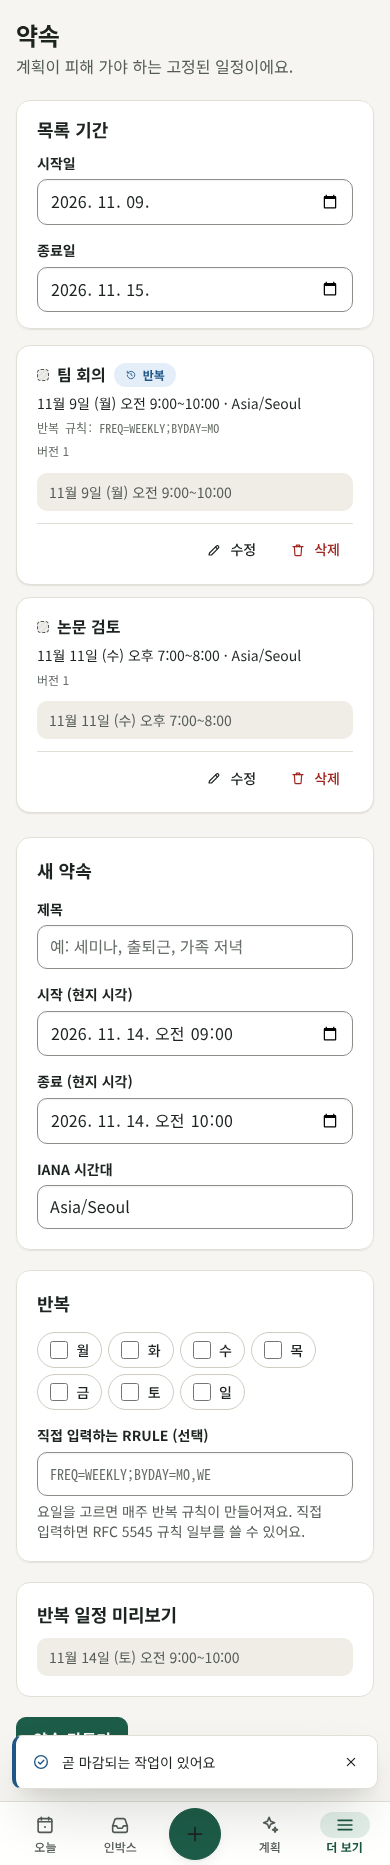 약속
계획이 피해 가야 하는 고정된 일정이에요.
목록 기간
시작일
2026. 11. 09.
종료일
2026. 11. 15.
팀 회의 반복
11월 9일 (월) 오전 9:00~10:00 · Asia/Seoul
반복 규칙: FREQ=WEEKLY;BYDAY=MO
버전 1
11월 9일 (월) 오전 9:00~10:00
수정 삭제
논문 검토
11월 11일 (수) 오후 7:00~8:00 · Asia/Seoul
버전 1
11월 11일 (수) 오후 7:00~8:00
수정 삭제
새 약속
제목
예: 세미나, 출퇴근, 가족 저녁
시작 (현지 시각)
2026. 11. 14. 오전 09:00
종료 (현지 시각)
2026. 11. 14. 오전 10:00
IANA 시간대
Asia/Seoul
반복
월 화 수 목
금 토 일
직접 입력하는 RRULE (선택)
FREQ=WEEKLY;BYDAY=MO,WE
요일을 고르면 매주 반복 규칙이 만들어져요. 직접
입력하면 RFC 5545 규칙 일부를 쓸 수 있어요.
반복 일정 미리보기
11월 14일 (토) 오전 9:00~10:00
곧 마감되는 작업이 있어요
오늘 인박스 계획 더 보기